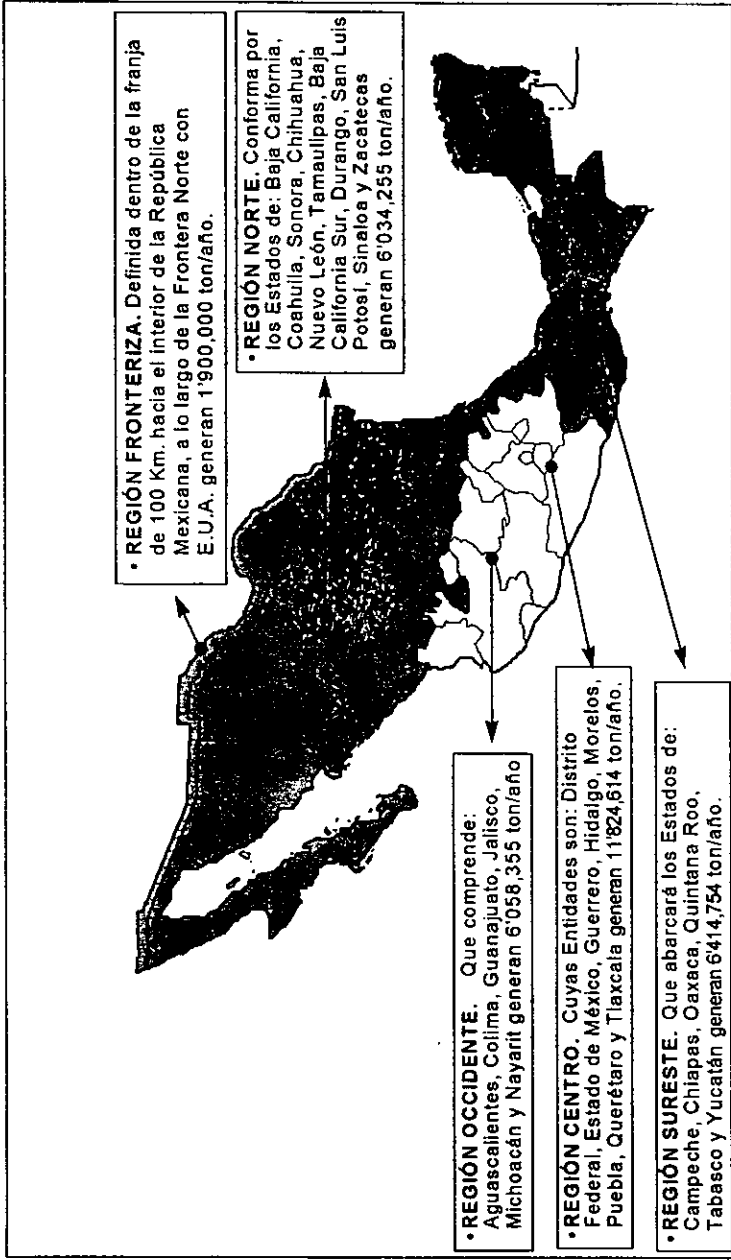 • REGIÓN FRONTERIZA. Definida dentro de la franja
de 100 Km. hacia el interior de la República
Mexicana, a lo largo de la Frontera Norte con
E.U.A. generan 1'900,000 ton/año.
• REGIÓN NORTE. Conforma por
los Estados de: Baja California,
Coahuila, Sonora, Chihuahua,
Nuevo León, Tamaulipas, Baja
California Sur, Durango, San Luis
Potosí, Sinaloa y Zacatecas
generan 6'034,255 ton/año.
• REGIÓN OCCIDENTE. Que comprende:
Aguascalientes, Colima, Guanajuato, Jalisco,
Michoacán y Nayarit generan 6'058,355 ton/año
• REGIÓN CENTRO. Cuyas Entidades son: Distrito
Federal, Estado de México, Guerrero, Hidalgo, Morelos,
Puebla, Querétaro y Tlaxcala generan 11'824,614 ton/año.
• REGIÓN SURESTE. Que abarcará los Estados de:
Campeche, Chiapas, Oaxaca, Quintana Roo,
Tabasco y Yucatán generan 6'414,754 ton/año.